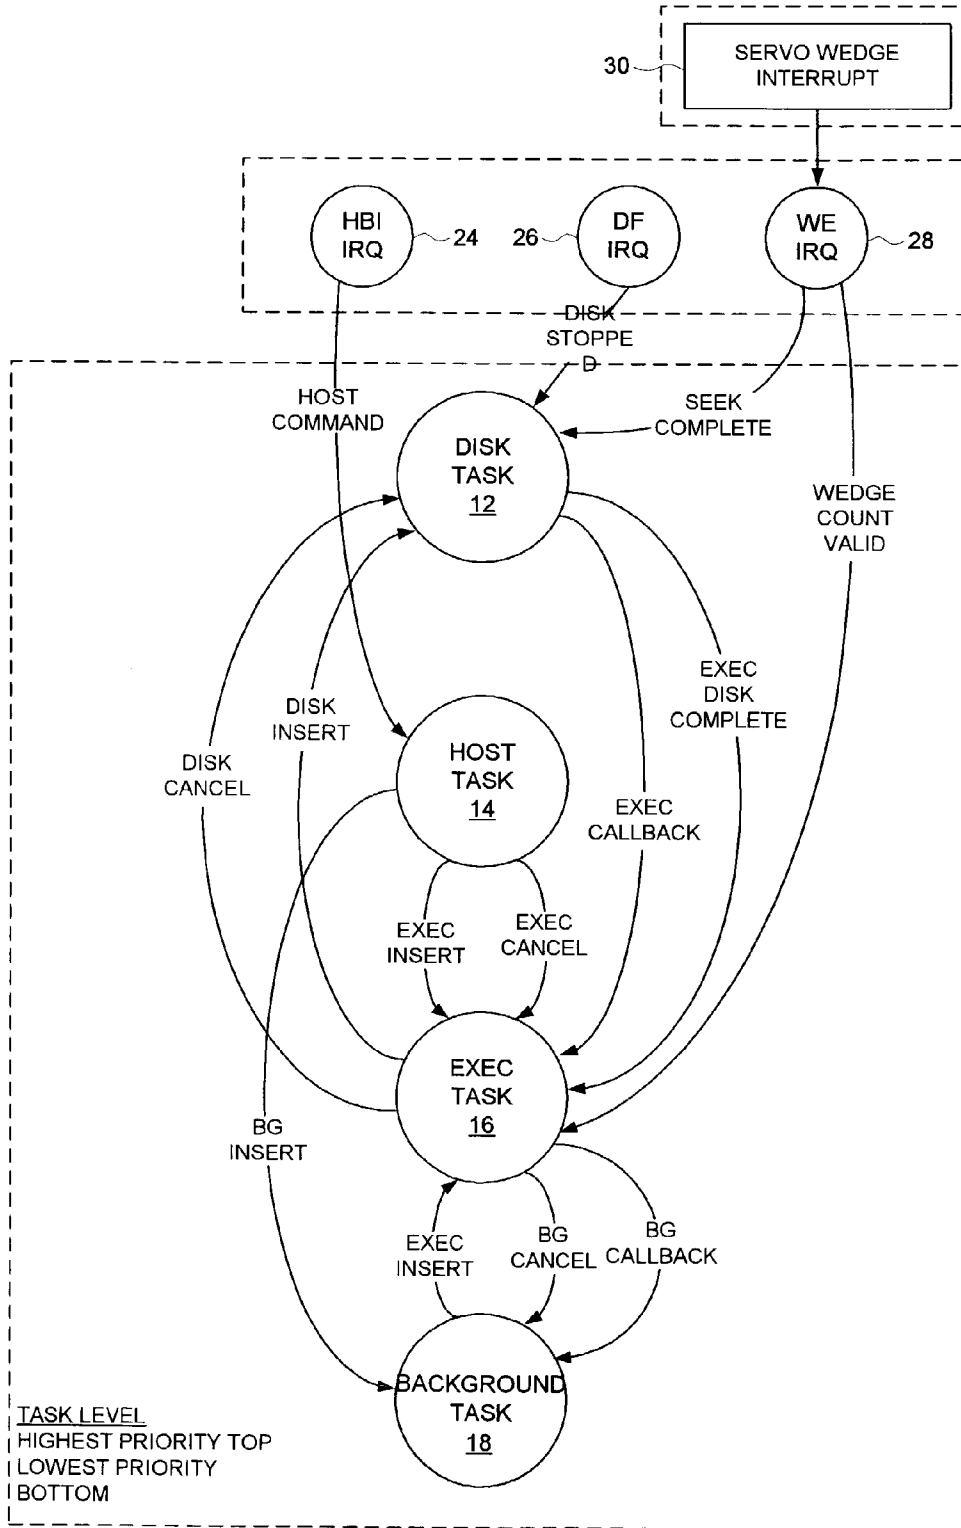 SERVO WEDGE
INTERRUPT
30
HBI
IRQ
24
26
DF
IRQ
WE
IRQ
28
DISK
STOPPE
D
HOST
COMMAND
SEEK
COMPLETE
DISK
TASK
12
WEDGE
COUNT
VALID
EXEC
DISK
COMPLETE
DISK
INSERT
DISK
CANCEL
HOST
TASK
14
EXEC
CALLBACK
EXEC
INSERT
EXEC
CANCEL
EXEC
TASK
16
BG
INSERT
EXEC
INSERT
BG
CANCEL
BG
CALLBACK
BACKGROUND
TASK
18
TASK LEVEL
HIGHEST PRIORITY TOP
LOWEST PRIORITY
BOTTOM